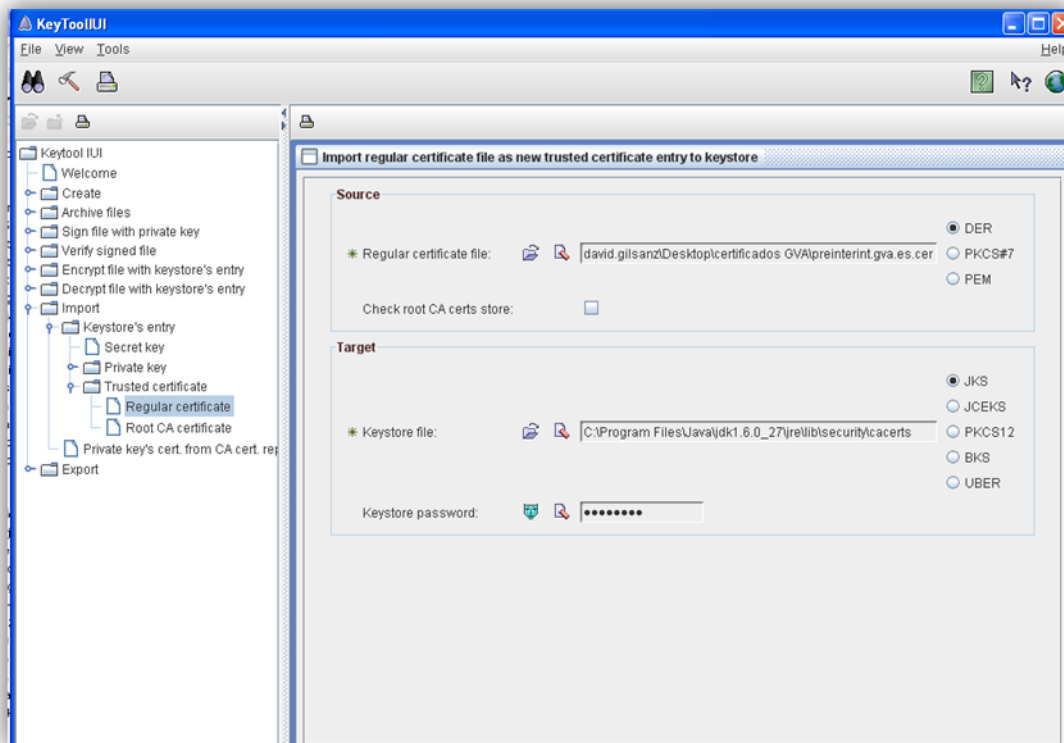 KeyToolIUI
File View Tools
Help
Keytool IUI
Welcome
Create
Archive files
Sign file with private key
Verify signed file
Encrypt file with keystore's entry
Decrypt file with keystore's entry
Import
Keystore's entry
Secret key
Private key
Trusted certificate
Regular certificate
Root CA certificate
Private key's cert. from CA cert. rep
Export
Import regular certificate file as new trusted certificate entry to keystore
Source
Regular certificate file:
david.gilsanz\Desktop\certificados GVA\preinterint.gva.es.cer
DER
PKCS#7
PEM
Check root CA certs store:
Target
Keystore file:
C:\Program Files\Java\jdk1.6.0_27\jre\lib\security\cacerts
JKS
JCEKS
PKCS12
BKS
UBER
Keystore password:
••••••••